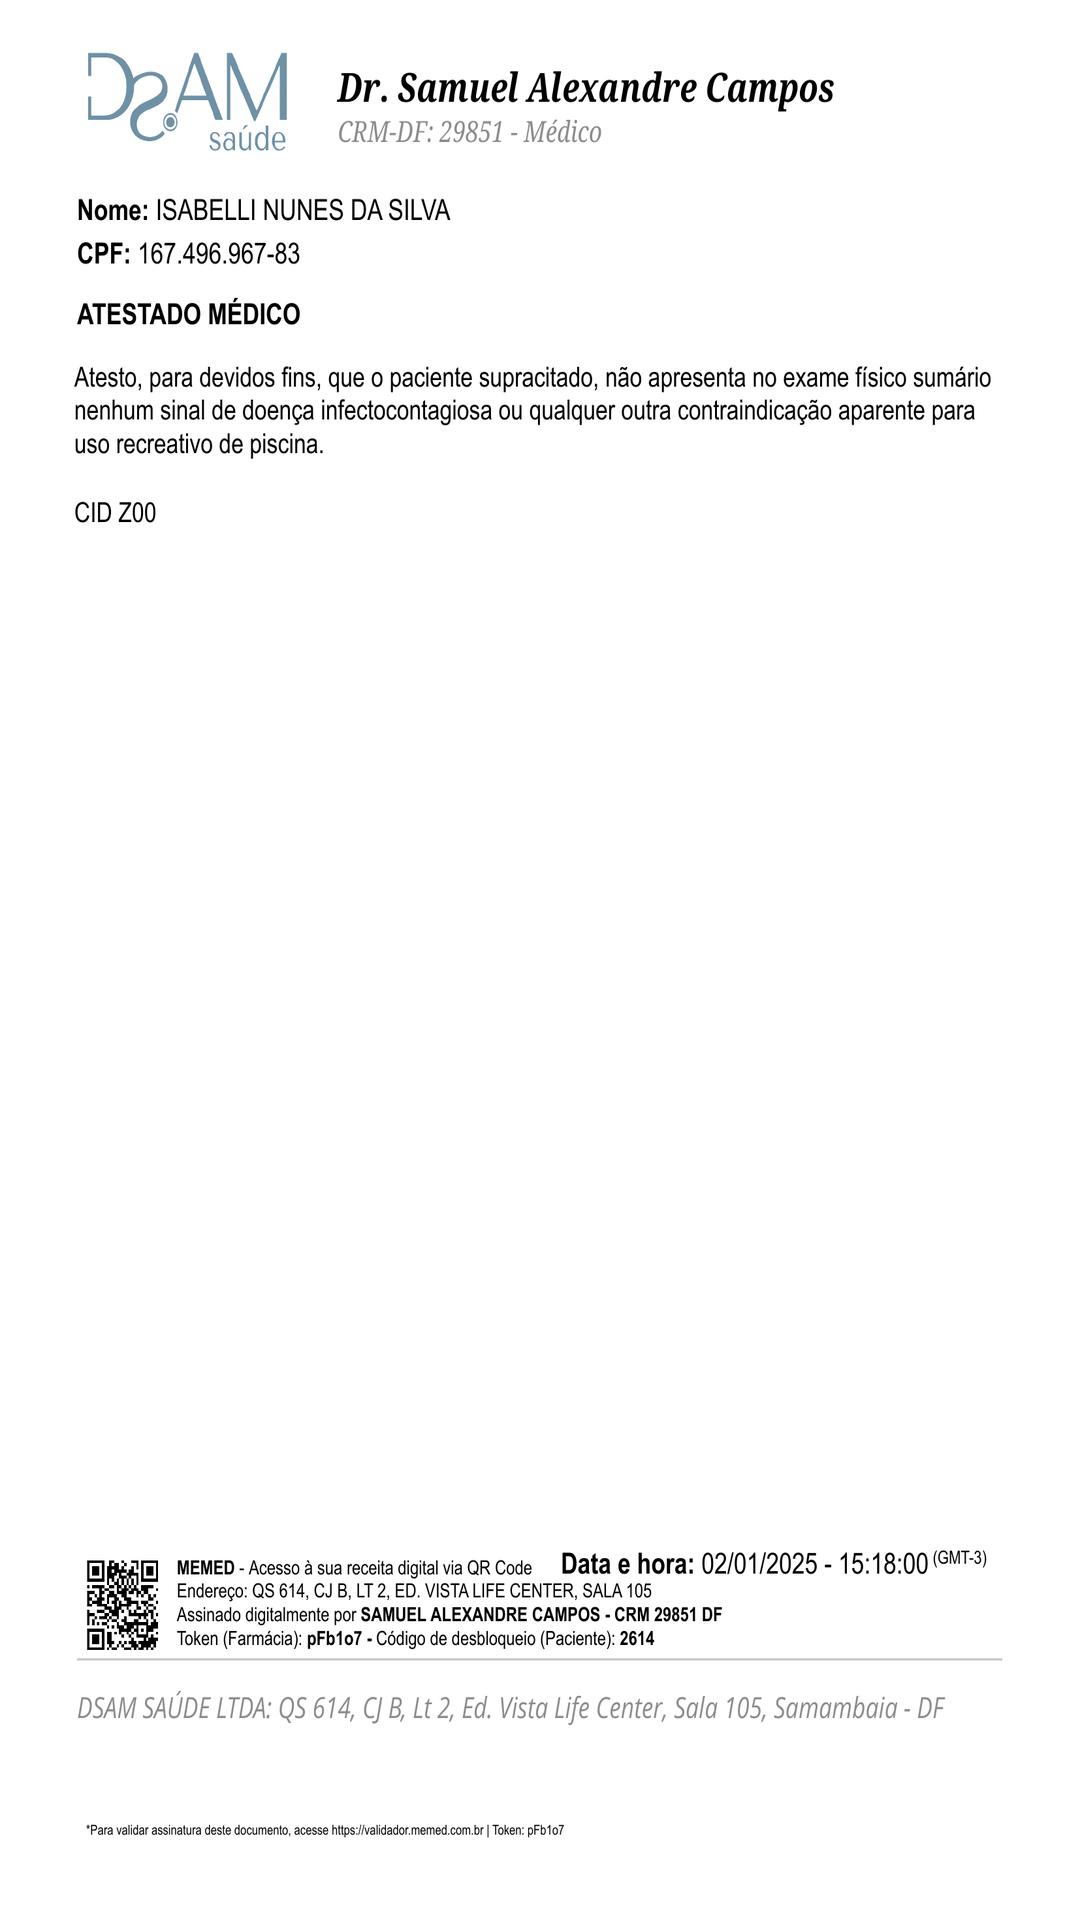 DSAM
saúde
Dr. Samuel Alexandre Campos
CRM-DF: 29851 - Médico
Nome: ISABELLI NUNES DA SILVA
CPF: 167.496.967-83
ATESTADO MÉDICO
Atesto, para devidos fins, que o paciente supracitado, não apresenta no exame físico sumário
nenhum sinal de doença infectocontagiosa ou qualquer outra contraindicação aparente para
uso recreativo de piscina.
CID Z00
MEMED - Acesso à sua receita digital via QR Code
Data e hora: 02/01/2025 - 15:18:00 (GMT-3)
Endereço: QS 614, CJ B, LT 2, ED. VISTA LIFE CENTER, SALA 105
Assinado digitalmente por SAMUEL ALEXANDRE CAMPOS - CRM 29851 DF
Token (Farmácia): pFb1o7 - Código de desbloqueio (Paciente): 2614
DSAM SAÚDE LTDA: QS 614, CJ B, Lt 2, Ed. Vista Life Center, Sala 105, Samambaia - DF
*Para validar assinatura deste documento, acesse https://validador.memed.com.br | Token: pFb1o7